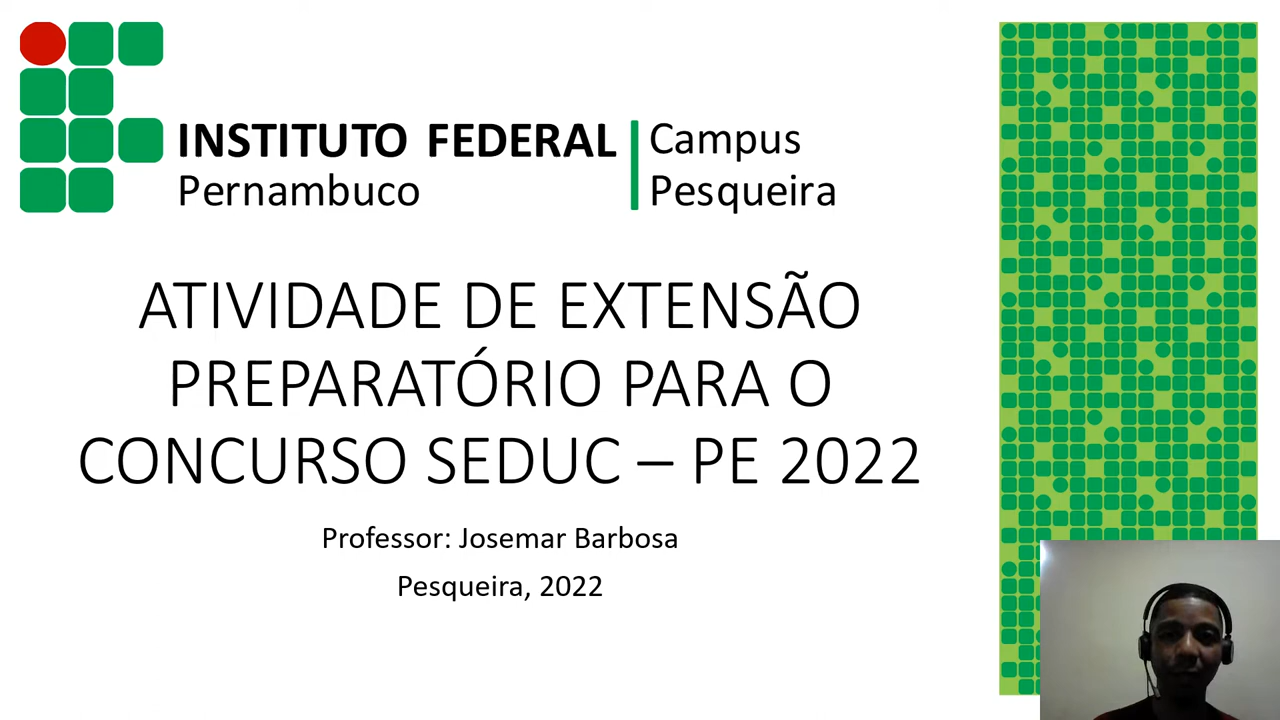 INSTITUTO FEDERAL
Pernambuco
Campus
Pesqueira
ATIVIDADE DE EXTENSÃO
PREPARATÓRIO PARA O
CONCURSO SEDUC – PE 2022
Professor: Josemar Barbosa
Pesqueira, 2022